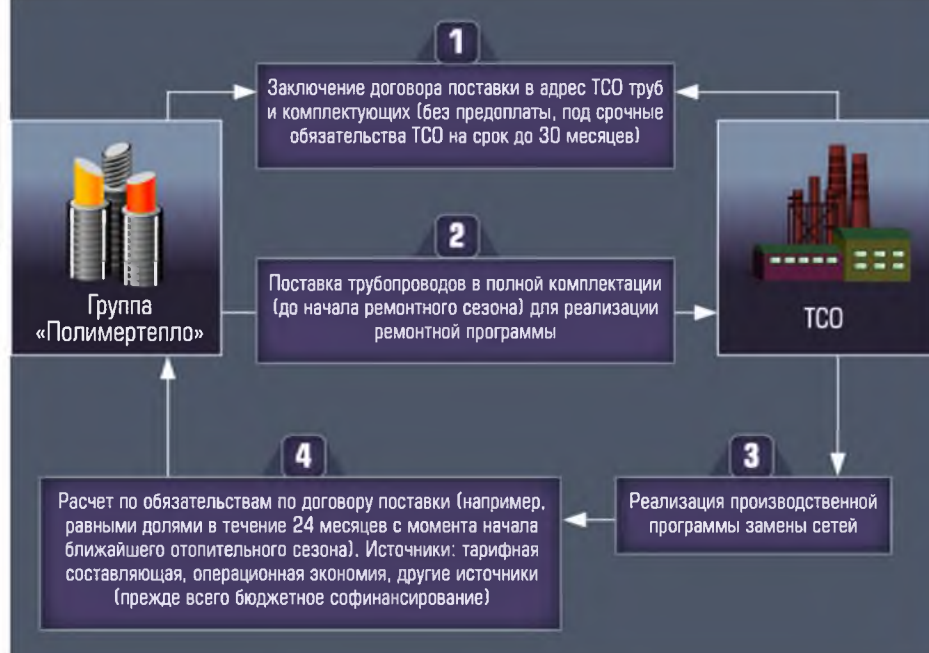 1
Заключение договора поставки в адрес ТСО труб
и комплектующих (без предоплаты, под срочные
обязательства ТСО на срок до 30 месяцев)
Группа
«Полимертепло»
2
Поставка трубопроводов в полной комплектации
(до начала ремонтного сезона) для реализации
ремонтной программы
ТСО
3
Реализация производственной
программы замены сетей
4
Расчет по обязательствам по договору поставки (например,
равными долями в течение 24 месяцев с момента начала
ближайшего отопительного сезона). Источники: тарифная
составляющая, операционная экономия, другие источники
(прежде всего бюджетное софинансирование)